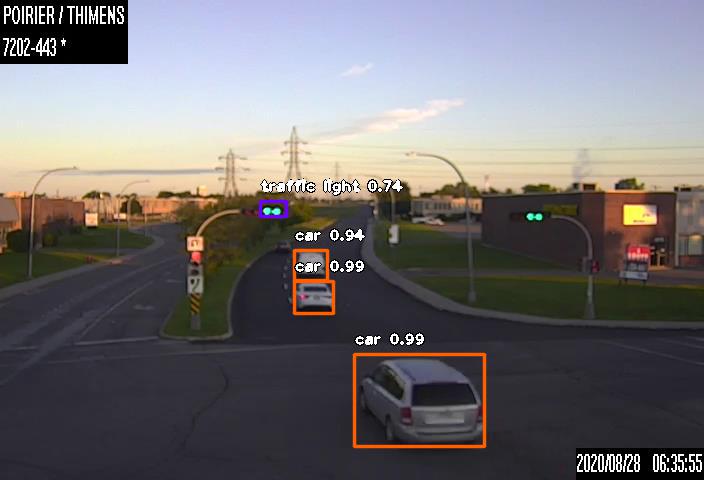 POIRIER / THIMENS
7202-443 *
traffic light 0.74
car 0.94
car 0.99
car 0.99
2020/08/28 06:35:55